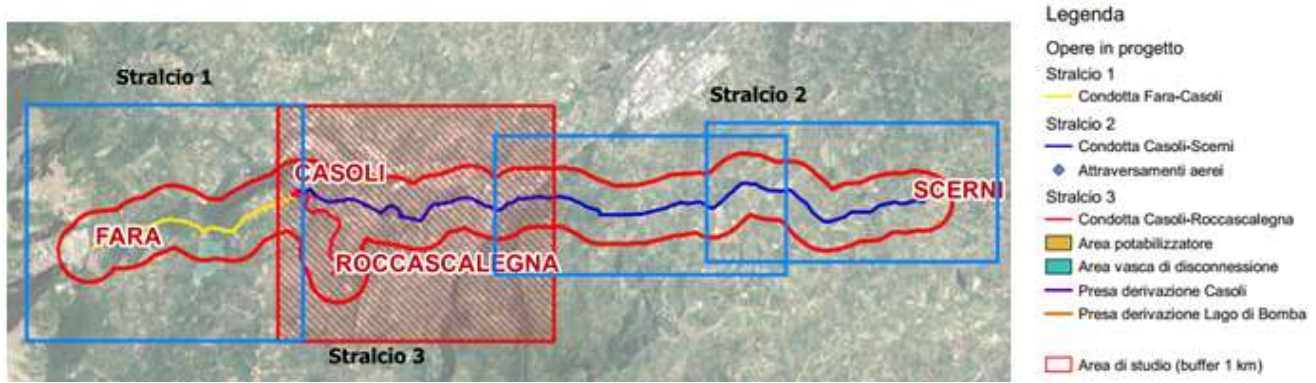 Stralcio 1
Stralcio 2
CASOLI
SCERNI
FARA
ROCCASCALEGNA
Stralcio 3
Legenda
Opere in progetto
Stralcio 1
Condotta Fara-Casoli
Stralcio 2
Condotta Casoli-Scerni
Attraversamenti aerei
Stralcio 3
Condotta Casoli-Roccascalegna
Area potabilizzatore
Area vasca di disconnessione
Presa derivazione Casoli
Presa derivazione Lago di Bomba
Area di studio (buffer 1 km)